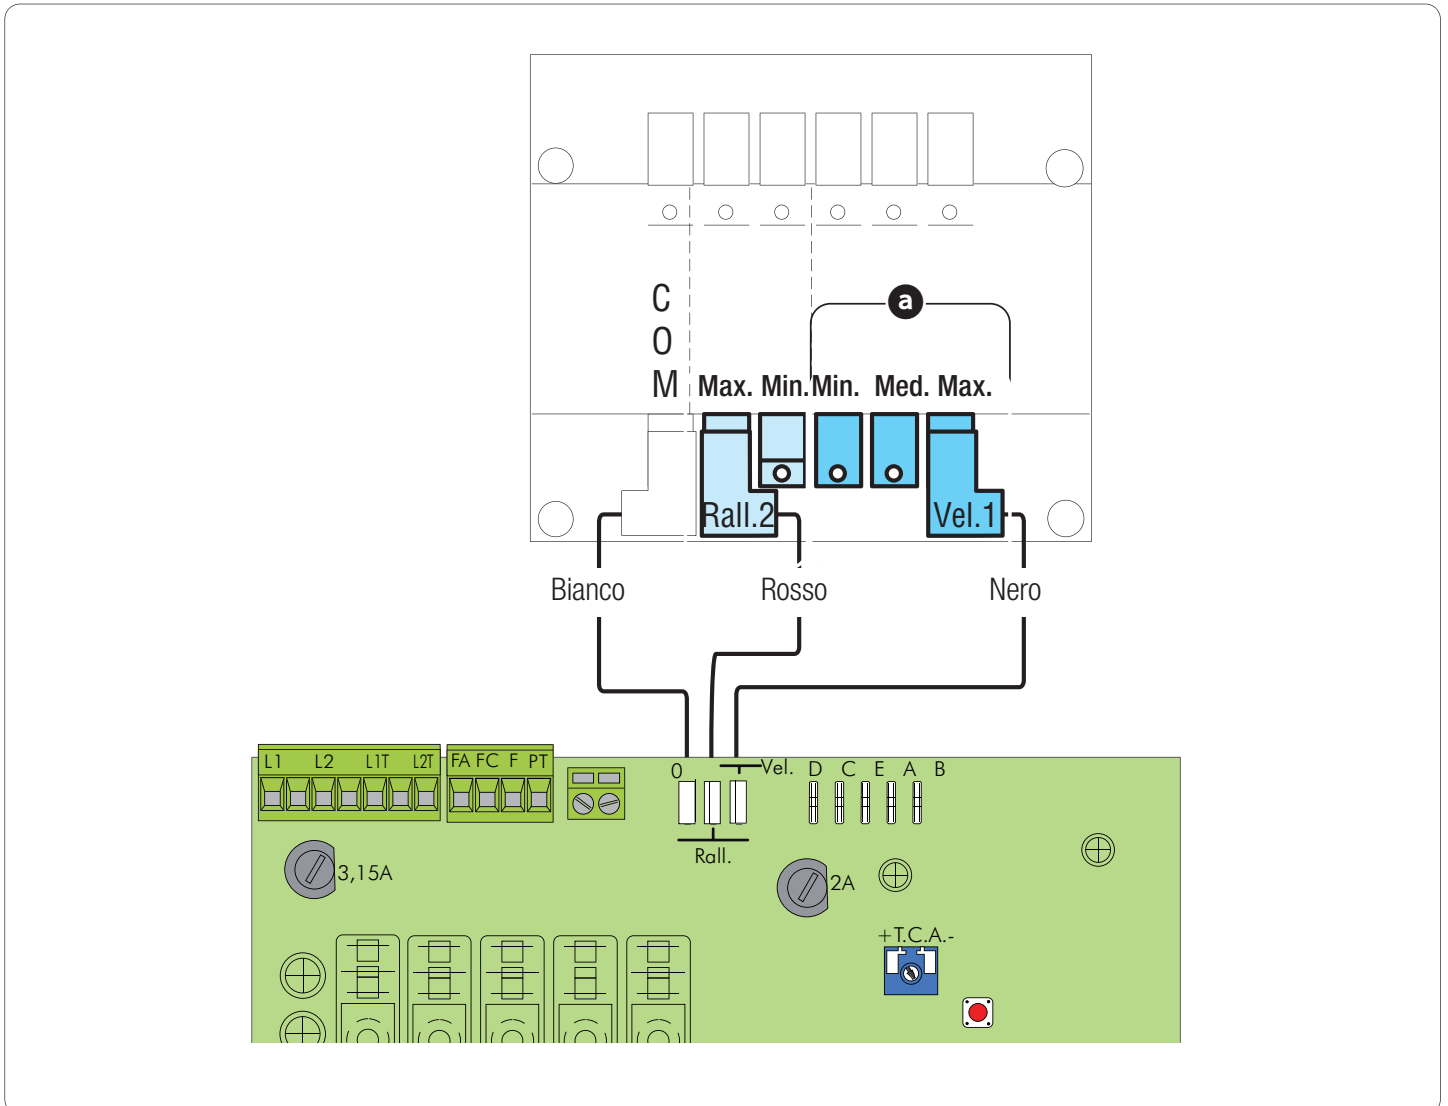 C
O
M
a
Max. Min. Min. Med. Max.
Rall.2
Vel.1
Bianco
Rosso
Nero
L1 L2 L1T L2T
FA FC F PT
0
Vel.
D C E A B
Rall.
3,15A
2A
+T.C.A.-